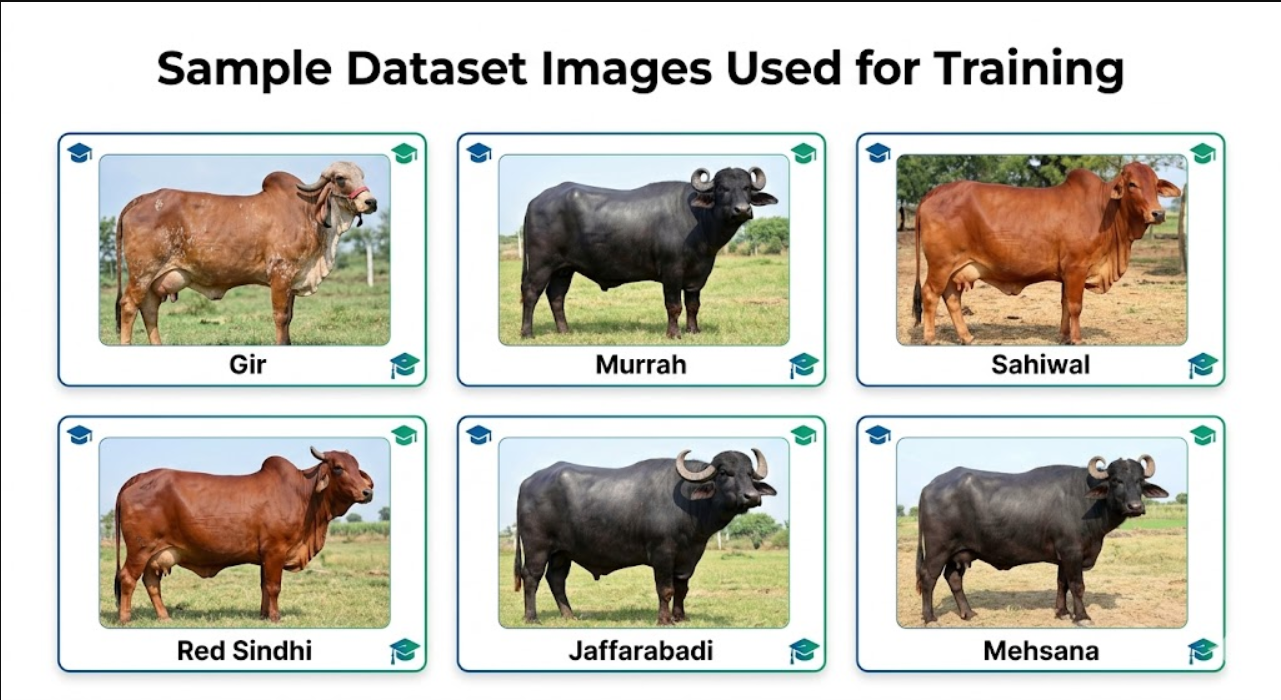 Sample Dataset Images Used for Training
Gir
Murrah
Sahiwal
Red Sindhi
Jaffarabadi
Mehsana